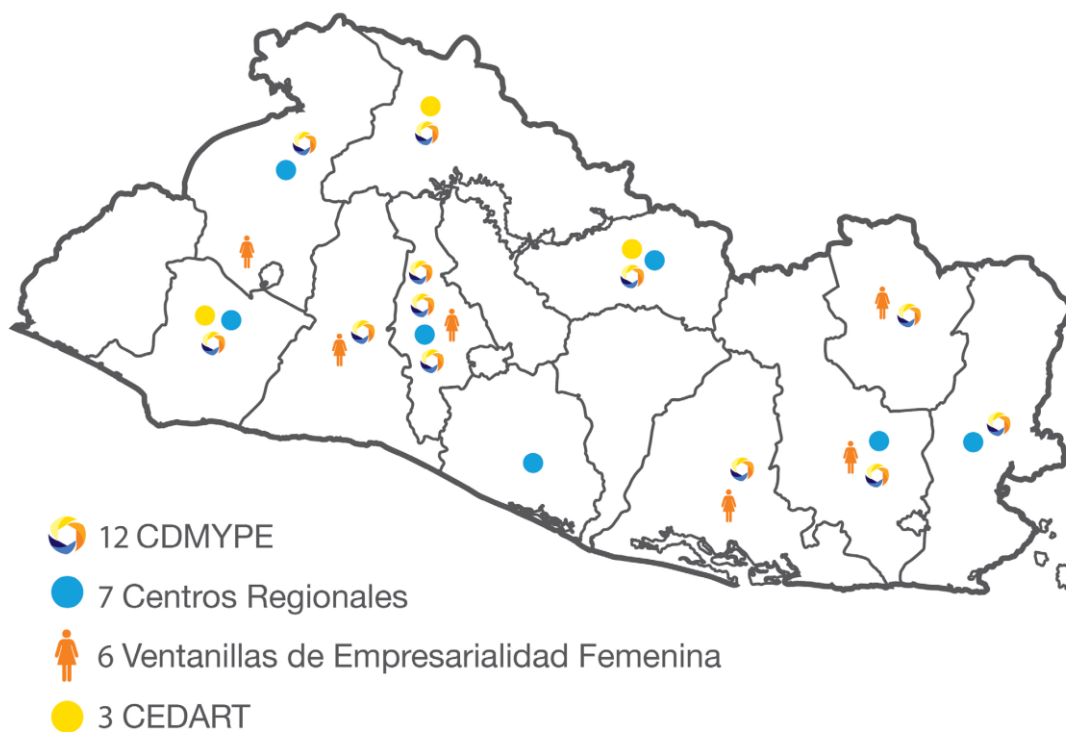 12 CDMYPE
7 Centros Regionales
6 Ventanillas de Empresarialidad Femenina
3 CEDART